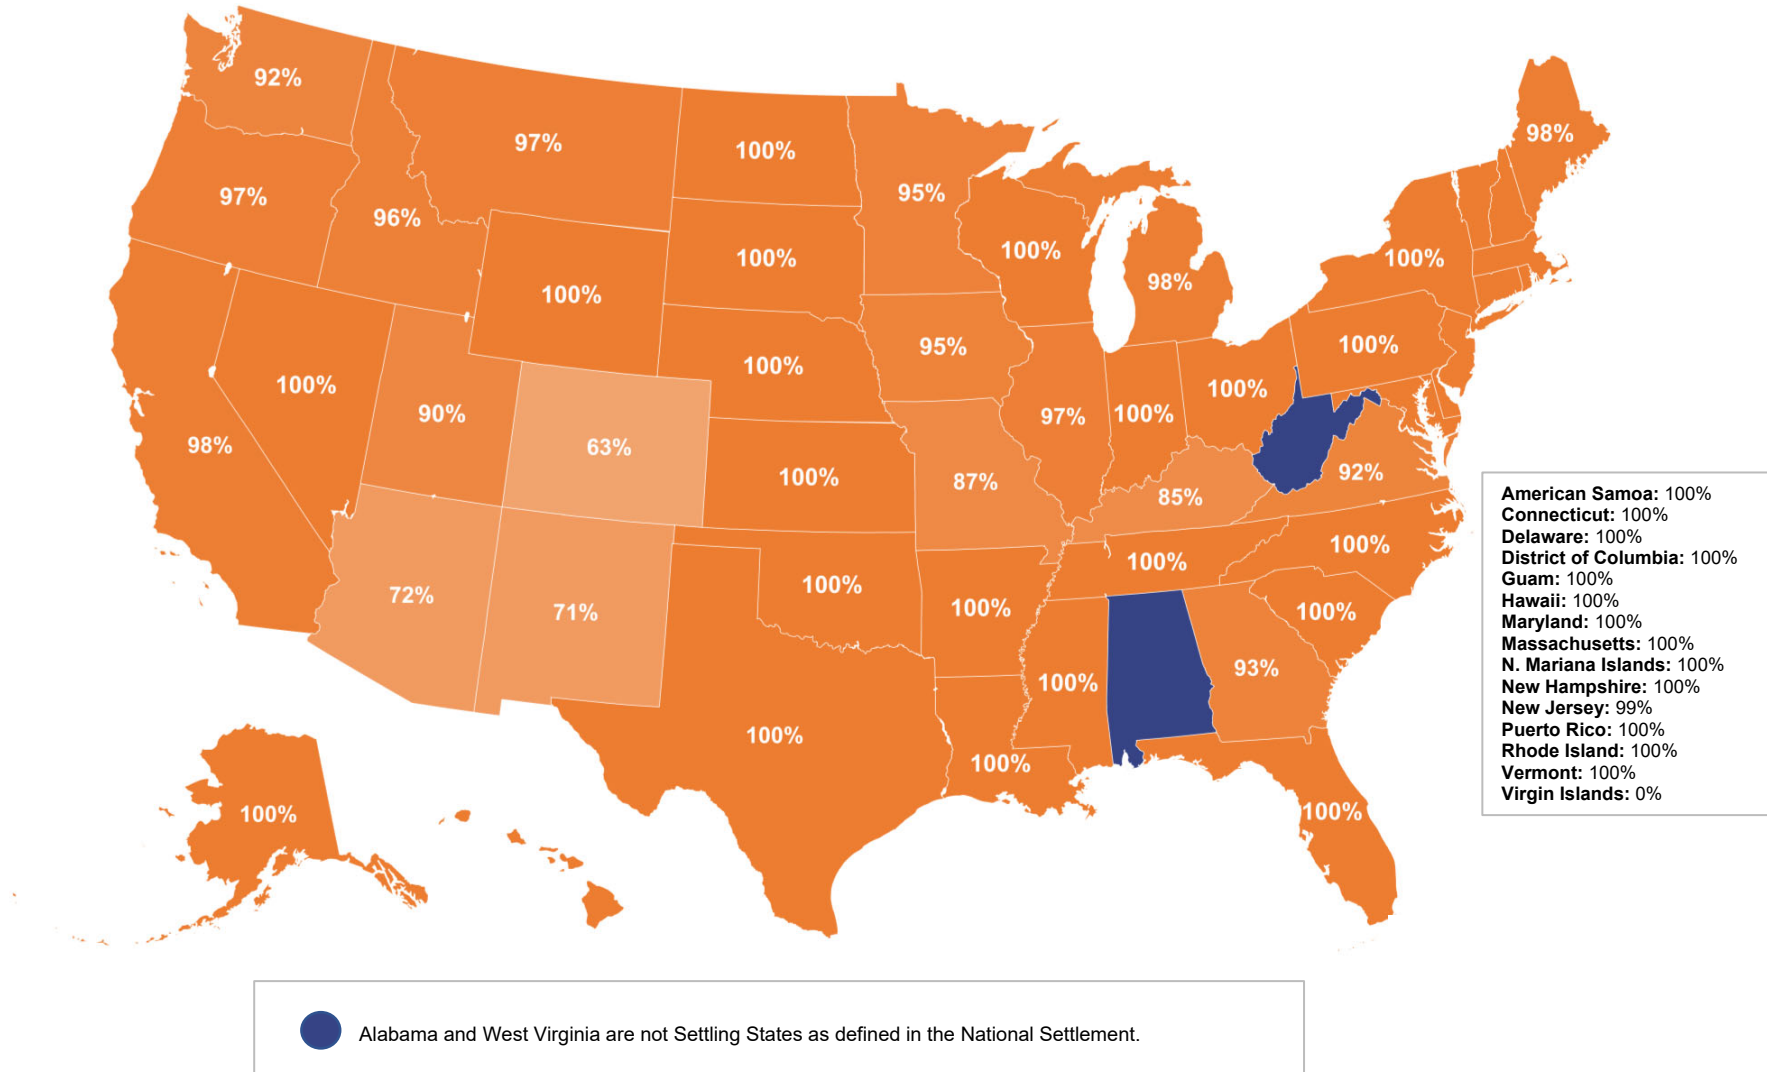 92%
97%
100%
98%
97%
96%
95%
100%
100%
100%
98%
100%
100%
95%
100%
100%
100%
90%
63%
100%
97%
100%
100%
98%
100%
87%
85%
92%
American Samoa: 100%
Connecticut: 100%
Delaware: 100%
District of Columbia: 100%
Guam: 100%
Hawaii: 100%
Maryland: 100%
Massachusetts: 100%
N. Mariana Islands: 100%
New Hampshire: 100%
New Jersey: 99%
Puerto Rico: 100%
Rhode Island: 100%
Vermont: 100%
Virgin Islands: 0%
72%
71%
100%
100%
100%
100%
100%
100%
93%
100%
100%
100%
100%
100%
Alabama and West Virginia are not Settling States as defined in the National Settlement.